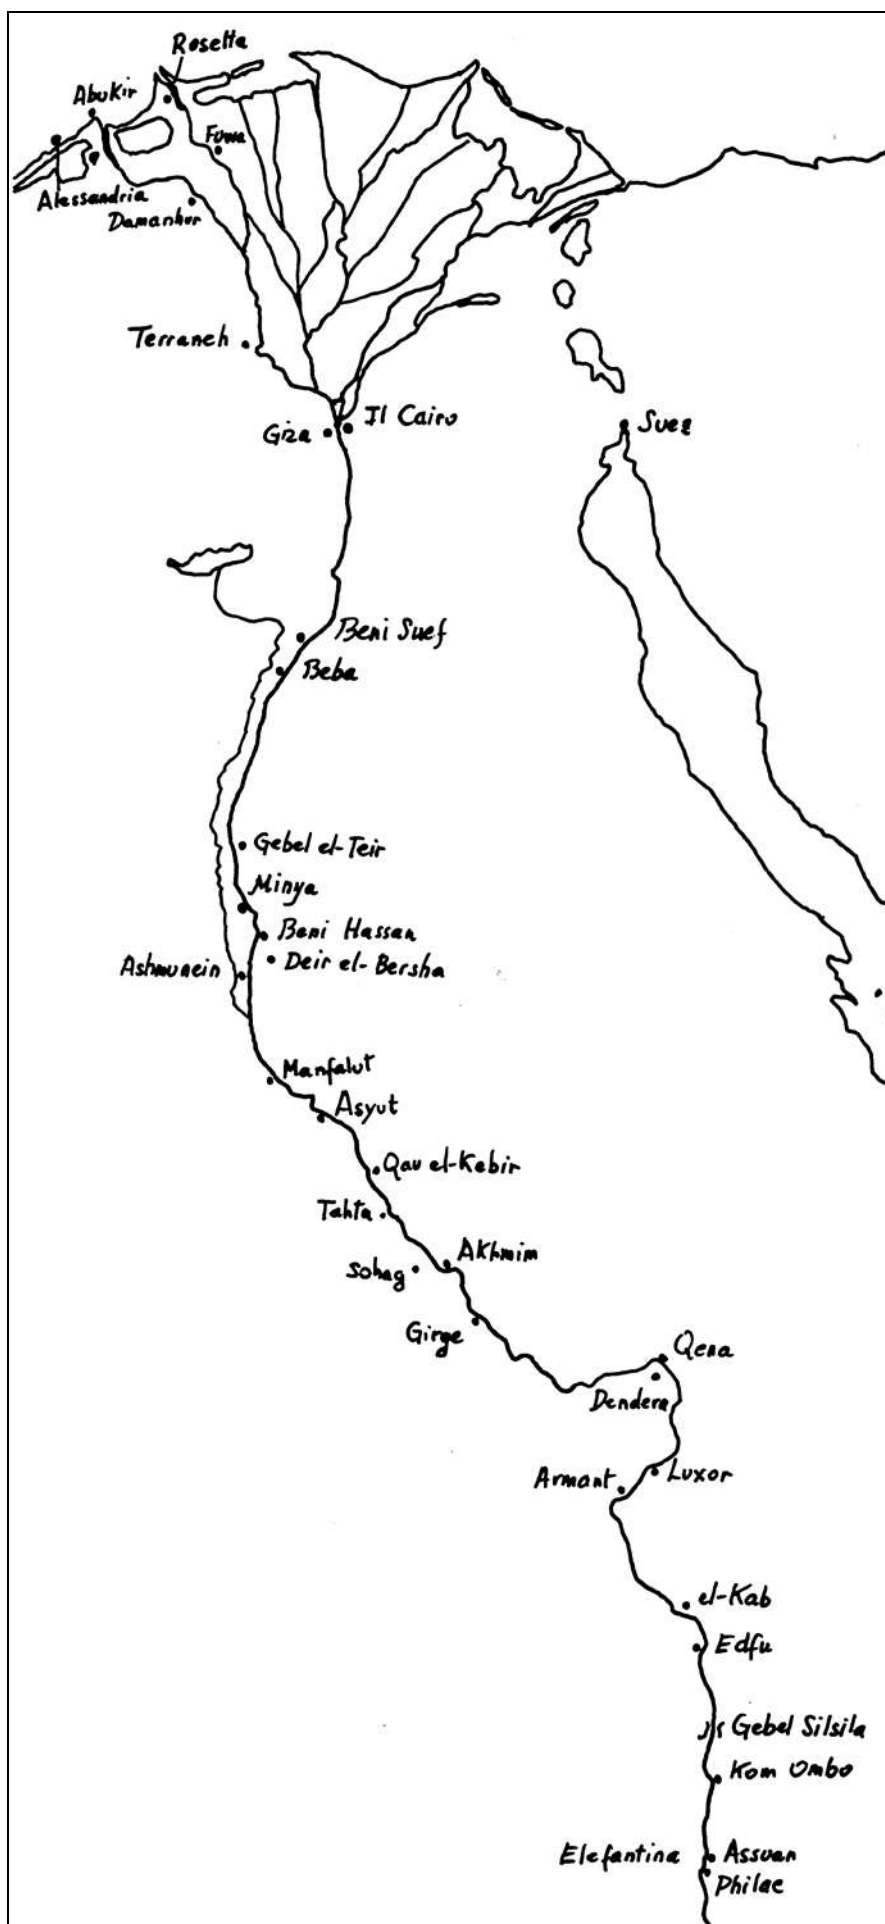 Rosetta
Abukir
Fuwa
Alessandria
Damanhur
Terraneh
Il Cairo
Giza
Suez
Beni Suef
Beba
Gebel el-Teir
Minya
Beni Hassan
Deir el-Bersha
Ashmunein
Manfalut
Asyut
Qau el-Kebir
Tahta
Akhmim
Sohag
Girge
Qena
Dendera
Luxor
Armant
el-Kab
Edfu
Gebel Silsila
Kom Ombo
Elefantina
Assuan
Philae